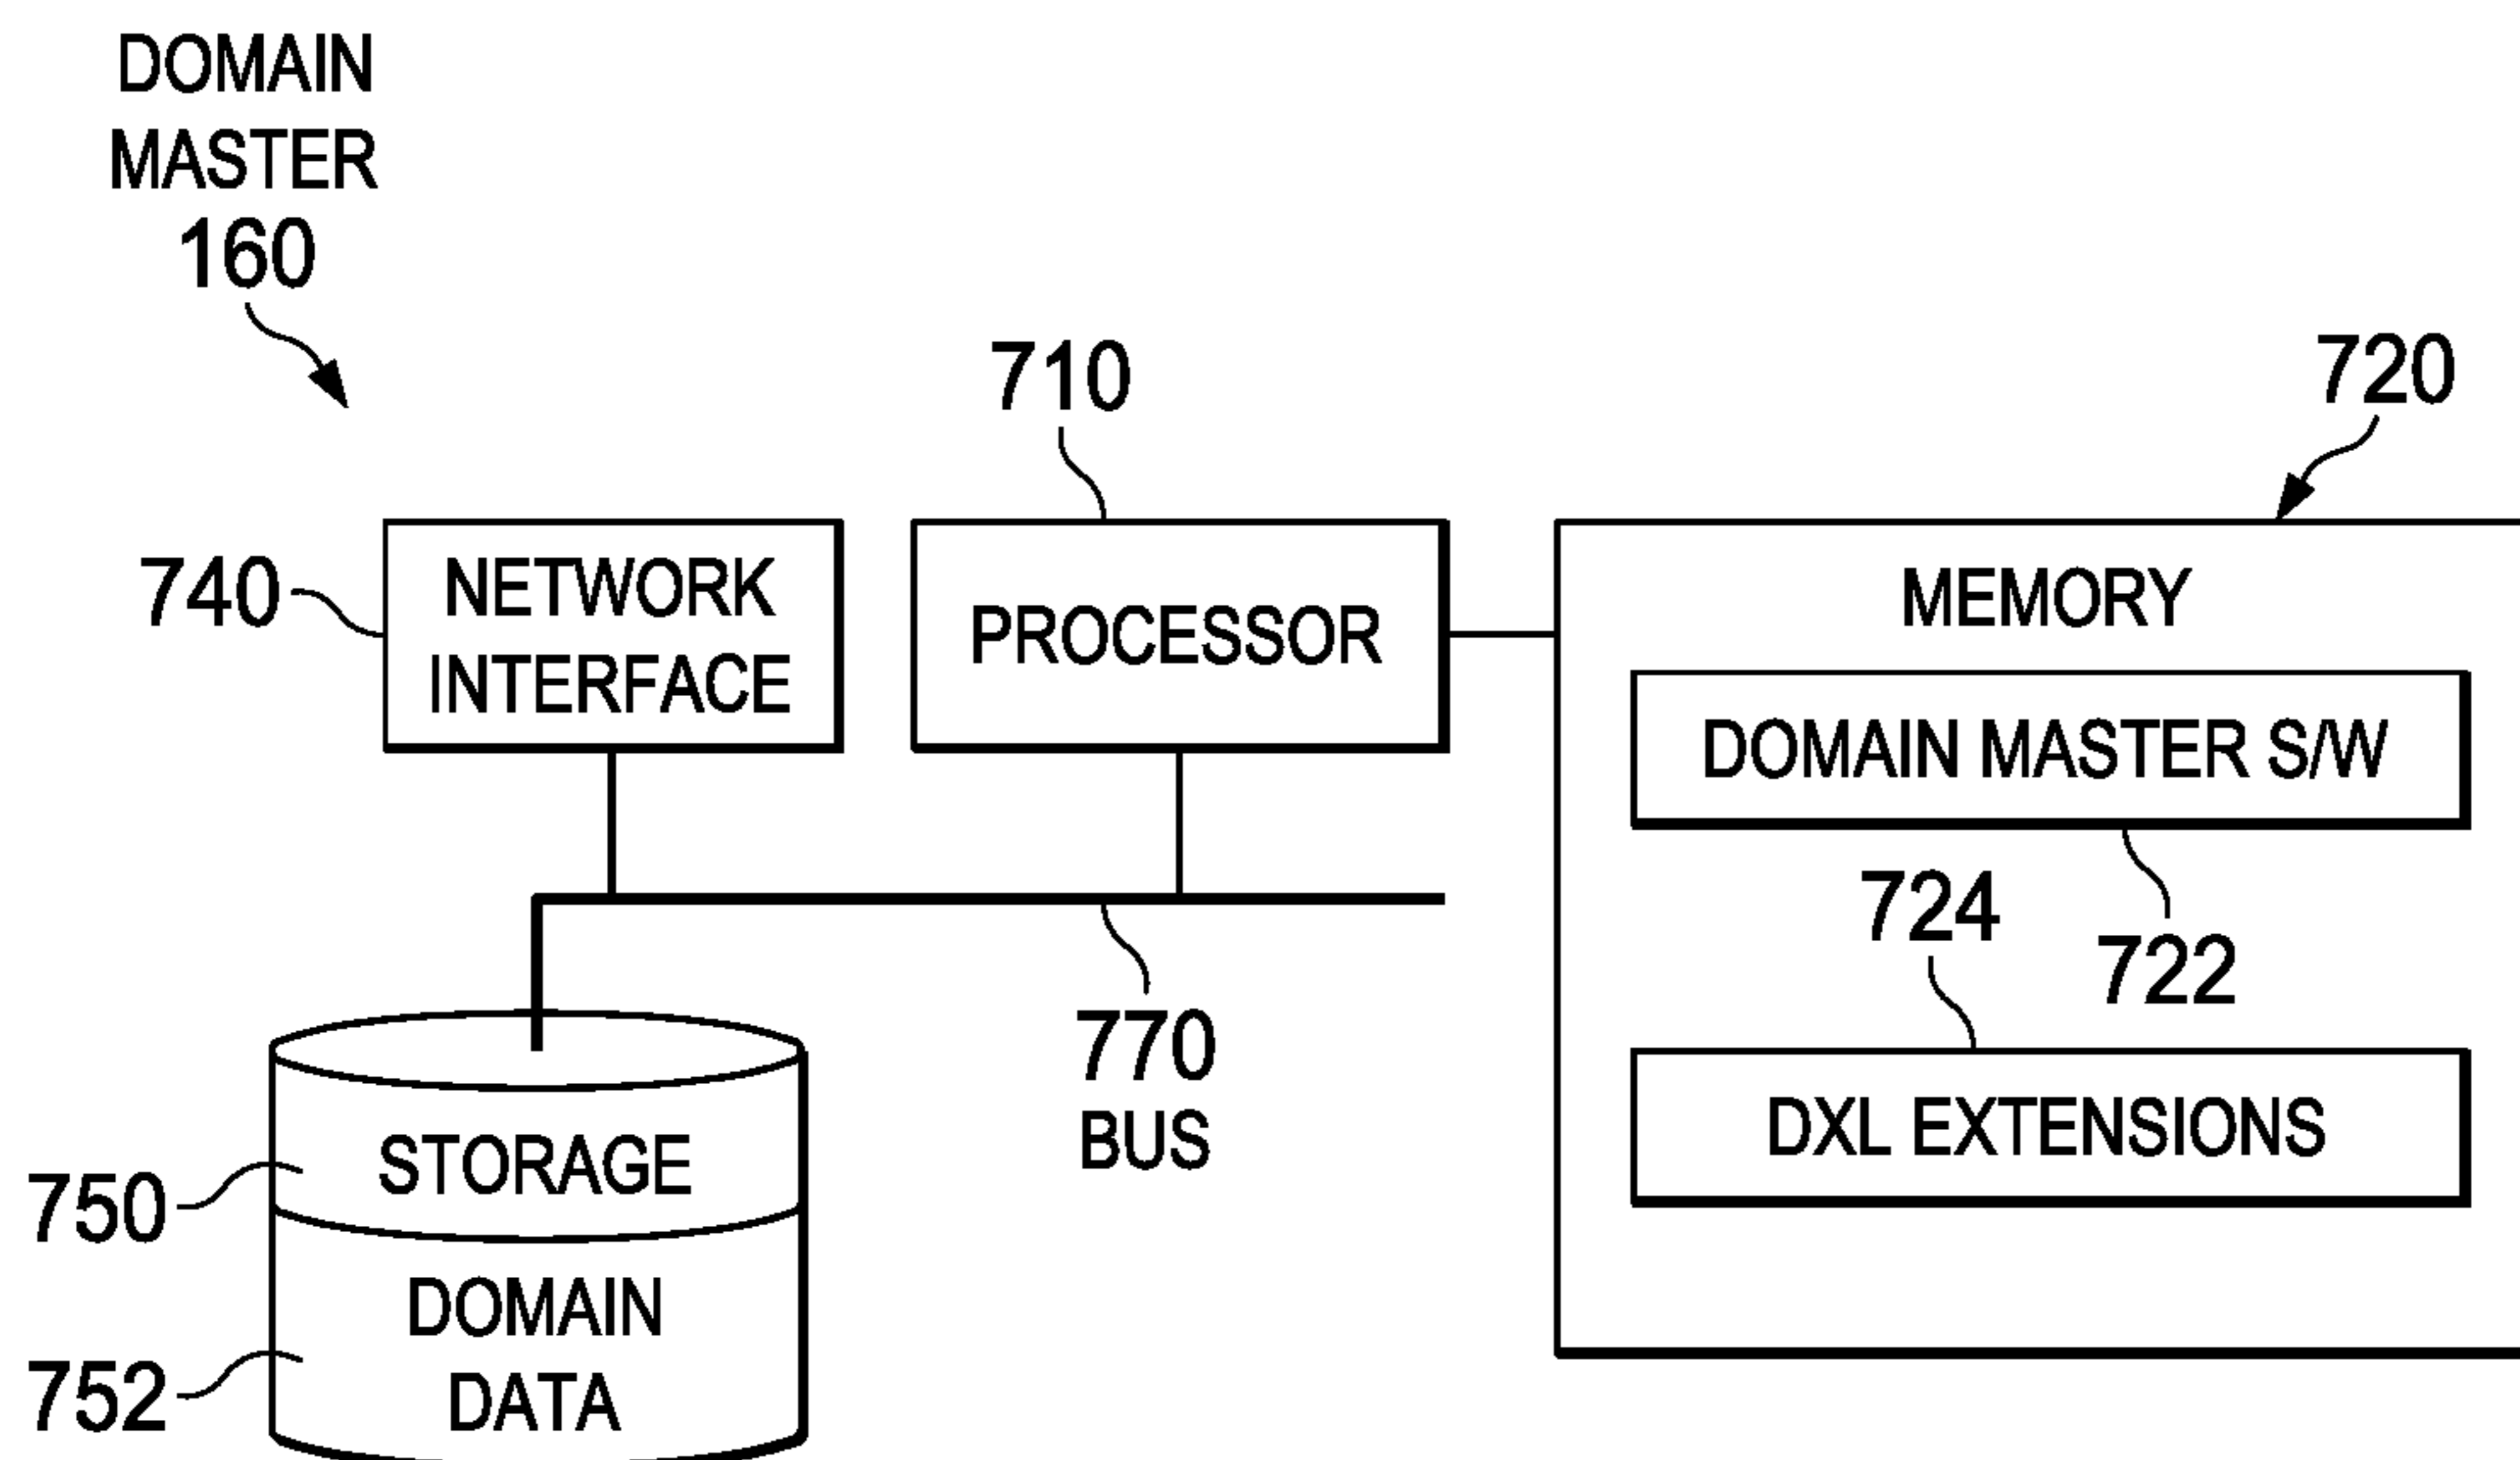 DOMAIN
MASTER
160
710
720
740
NETWORK
INTERFACE
PROCESSOR
MEMORY
DOMAIN MASTER S/W
724
722
770
BUS
DXL EXTENSIONS
750
STORAGE
752
DOMAIN
DATA